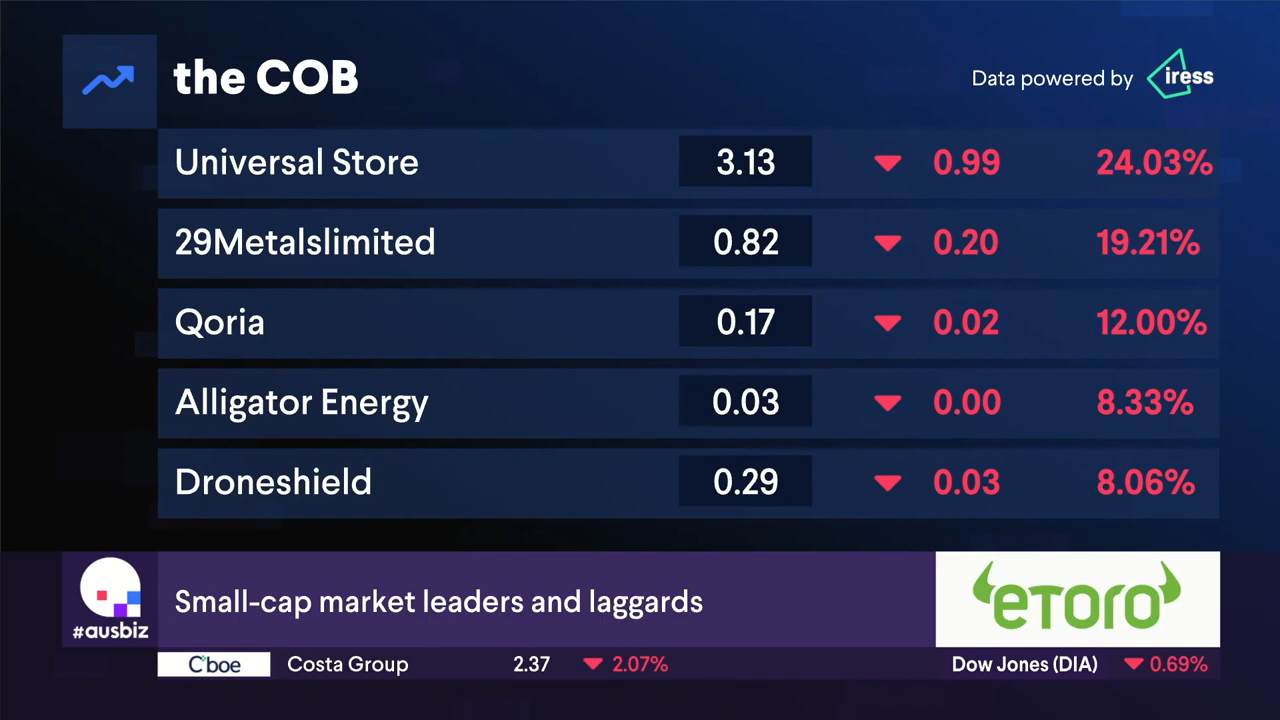 the COB
Data powered by iress
Universal Store 3.13 0.99 24.03%
29Metalslimited 0.82 0.20 19.21%
Qoria 0.17 0.02 12.00%
Alligator Energy 0.03 0.00 8.33%
Droneshield 0.29 0.03 8.06%
#ausbiz
Small-cap market leaders and laggards
eToro
Cboe Costa Group 2.37 2.07% Dow Jones (DIA) 0.69%